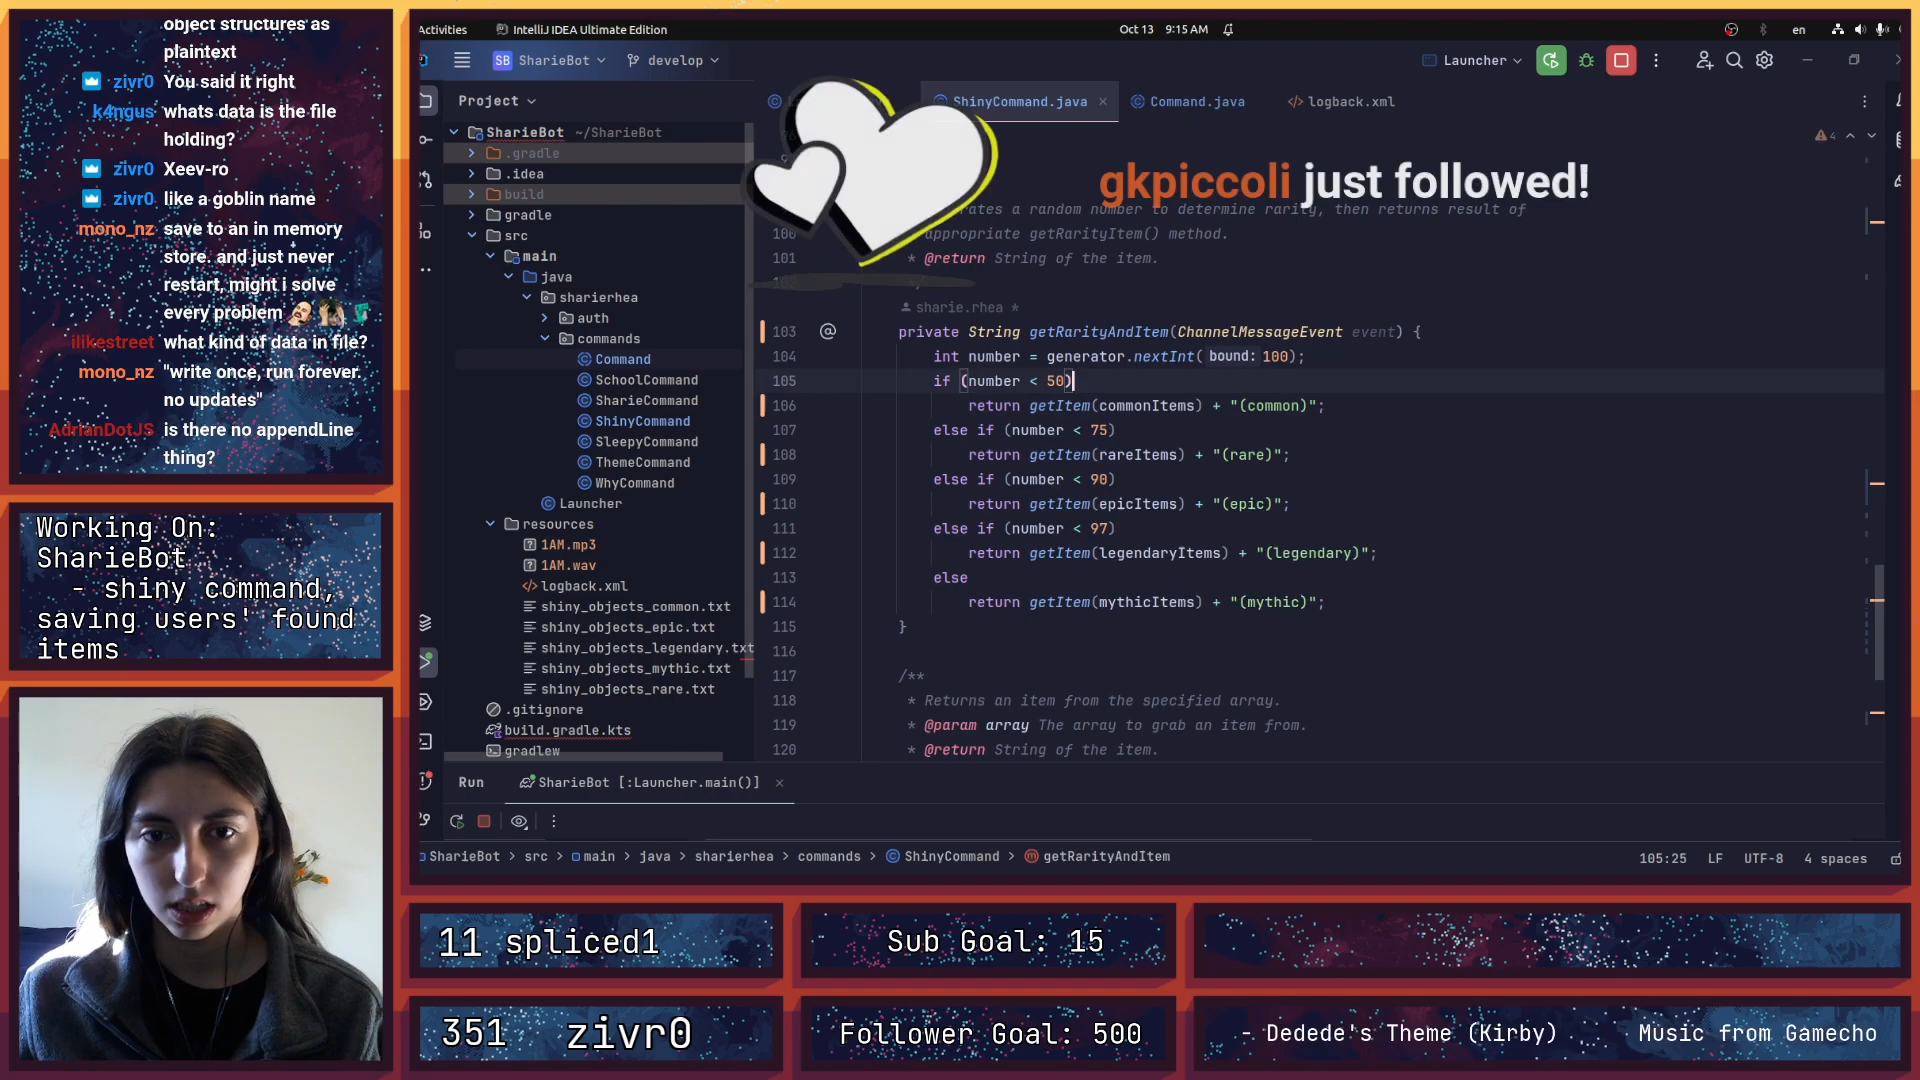 object structures as
plaintext
zivr0 You said it right
k4ngus whats data is the file
holding?
zivr0 Xeev-ro
zivr0 like a goblin name
mono_nz save to an in memory
store. and just never
restart, might i solve
every problem
ilikestreet what kind of data in file?
mono_nz "write once, run forever.
no updates"
AdrianDotJS is there no appendLine
thing?
Working On:
SharieBot
- shiny command,
saving users' found
items
Activities IntelliJ IDEA Ultimate Edition Oct 13 9:15 AM en
SB SharieBot develop Launcher
Project
ShinyCommand.java Command.java logback.xml
SharieBot ~/SharieBot
.gradle
.idea
build
gradle
src
main
java
sharierhea
auth
commands
Command
SchoolCommand
SharieCommand
ShinyCommand
SleepyCommand
ThemeCommand
WhyCommand
Launcher
resources
1AM.mp3
1AM.wav
logback.xml
shiny_objects_common.txt
shiny_objects_epic.txt
shiny_objects_legendary.txt
shiny_objects_mythic.txt
shiny_objects_rare.txt
.gitignore
build.gradle.kts
gradlew
4
gkpiccoli just followed!
rates a random number to determine rarity, then returns result of
100 appropriate getRarityItem() method.
101 * @return String of the item.
sharie.rhea *
103 private String getRarityAndItem(ChannelMessageEvent event) {
104 int number = generator.nextInt( bound: 100);
105 if (number < 50)
106 return getItem(commonItems) + "(common)";
107 else if (number < 75)
108 return getItem(rareItems) + "(rare)";
109 else if (number < 90)
110 return getItem(epicItems) + "(epic)";
111 else if (number < 97)
112 return getItem(legendaryItems) + "(legendary)";
113 else
114 return getItem(mythicItems) + "(mythic)";
115 }
116
117 /**
118 * Returns an item from the specified array.
119 * @param array The array to grab an item from.
120 * @return String of the item.
Run SharieBot [:Launcher.main()]
SharieBot > src > main > java > sharierhea > commands > ShinyCommand > getRarityAndItem 105:25 LF UTF-8 4 spaces
11 spliced1
Sub Goal: 15
351 zivr0
Follower Goal: 500
- Dedede's Theme (Kirby) Music from Gamecho